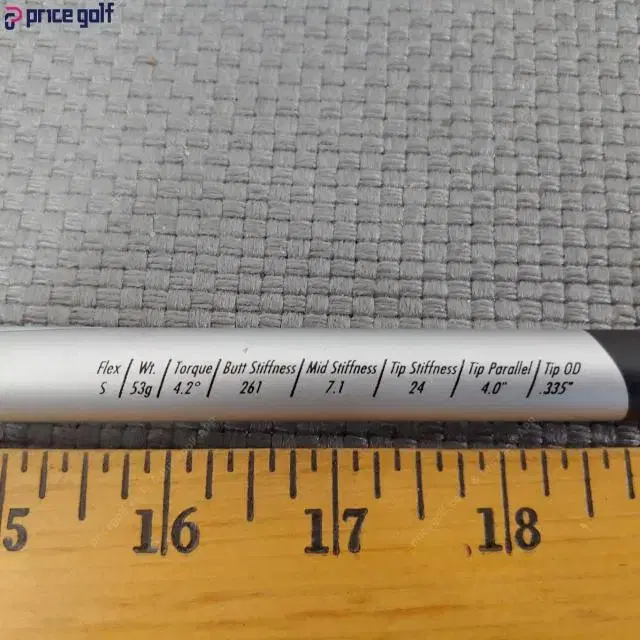 price golf
Flex / Wt. / Torque / Butt Stiffness / Mid Stiffness / Tip Stiffness / Tip Parallel / Tip OD
S / 53g / 4.2° / 261 / 7.1 / 24 / 4.0" / .335"
5 16 17 18